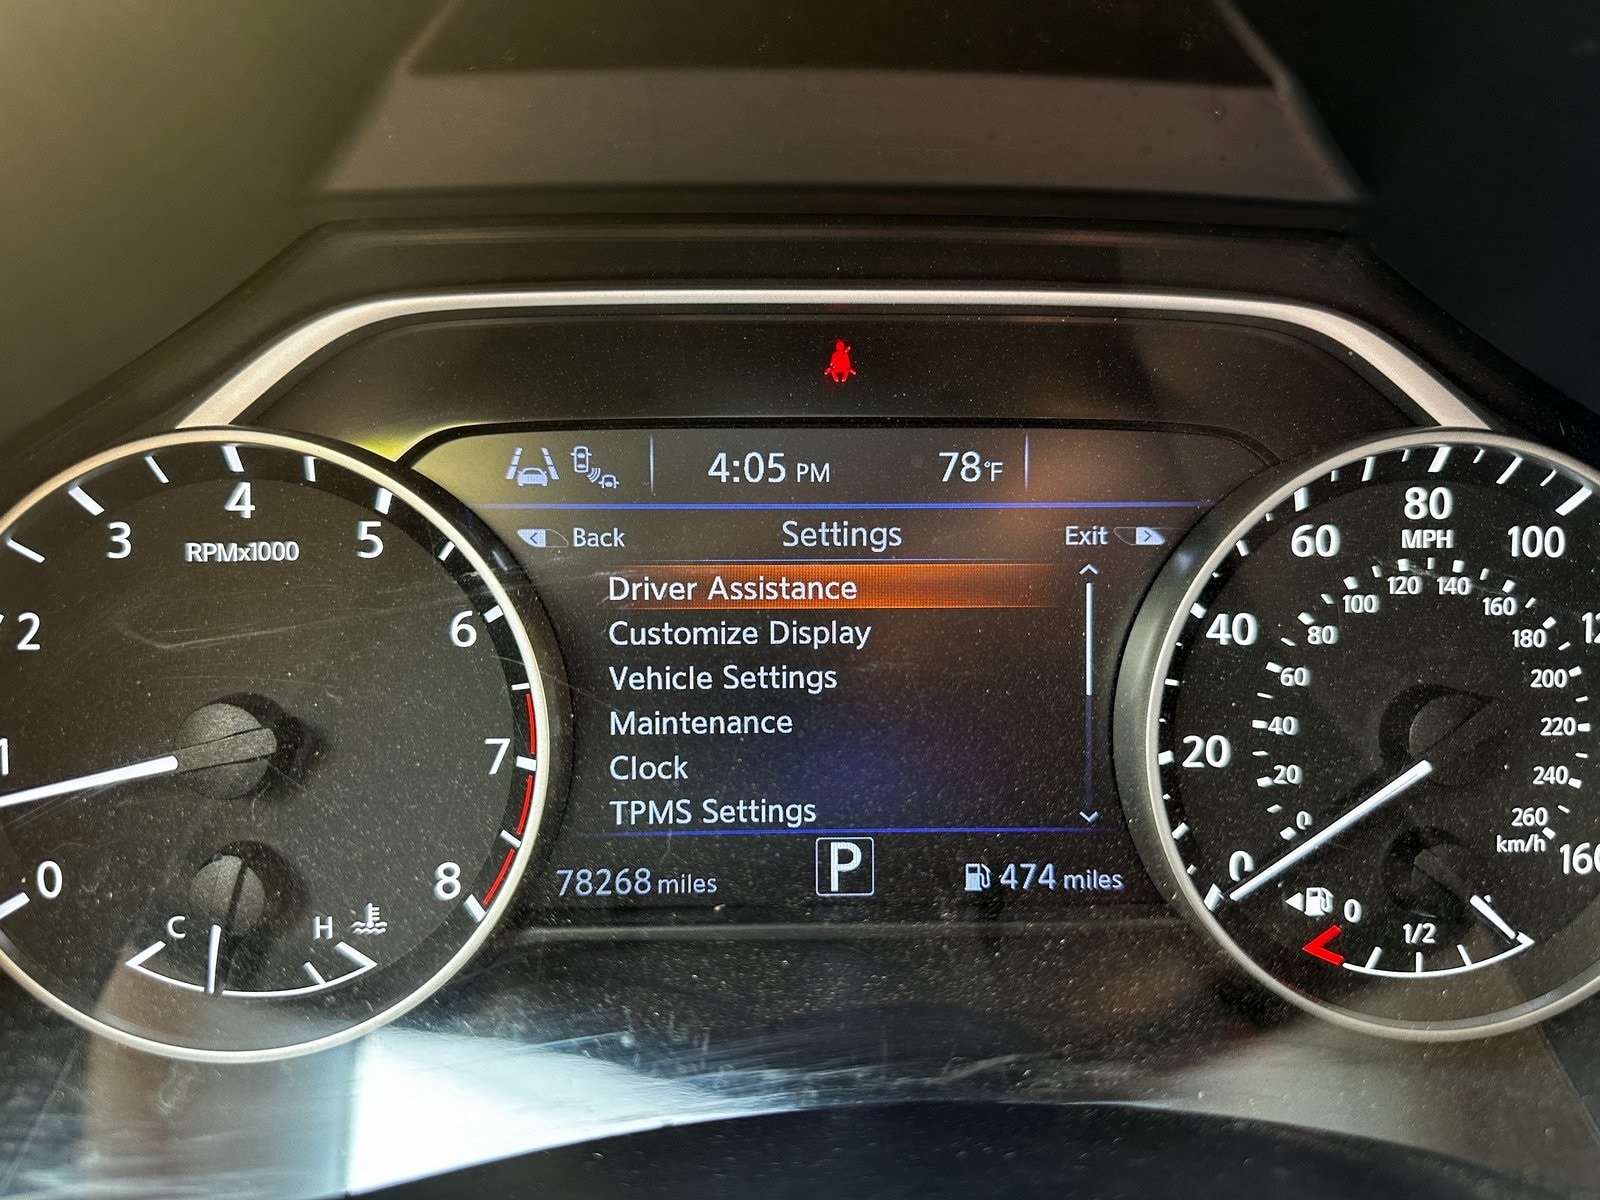 4:05 PM
78°F
Back
Settings
Exit
Driver Assistance
Customize Display
Vehicle Settings
Maintenance
Clock
TPMS Settings
78268 miles
P
474 miles
0
1
2
3
4
5
6
7
8
RPMx1000
C
H
0
20
40
60
80
100
160
MPH
0
20
40
60
80
100
120
140
160
180
200
220
240
260
km/h
0
1/2